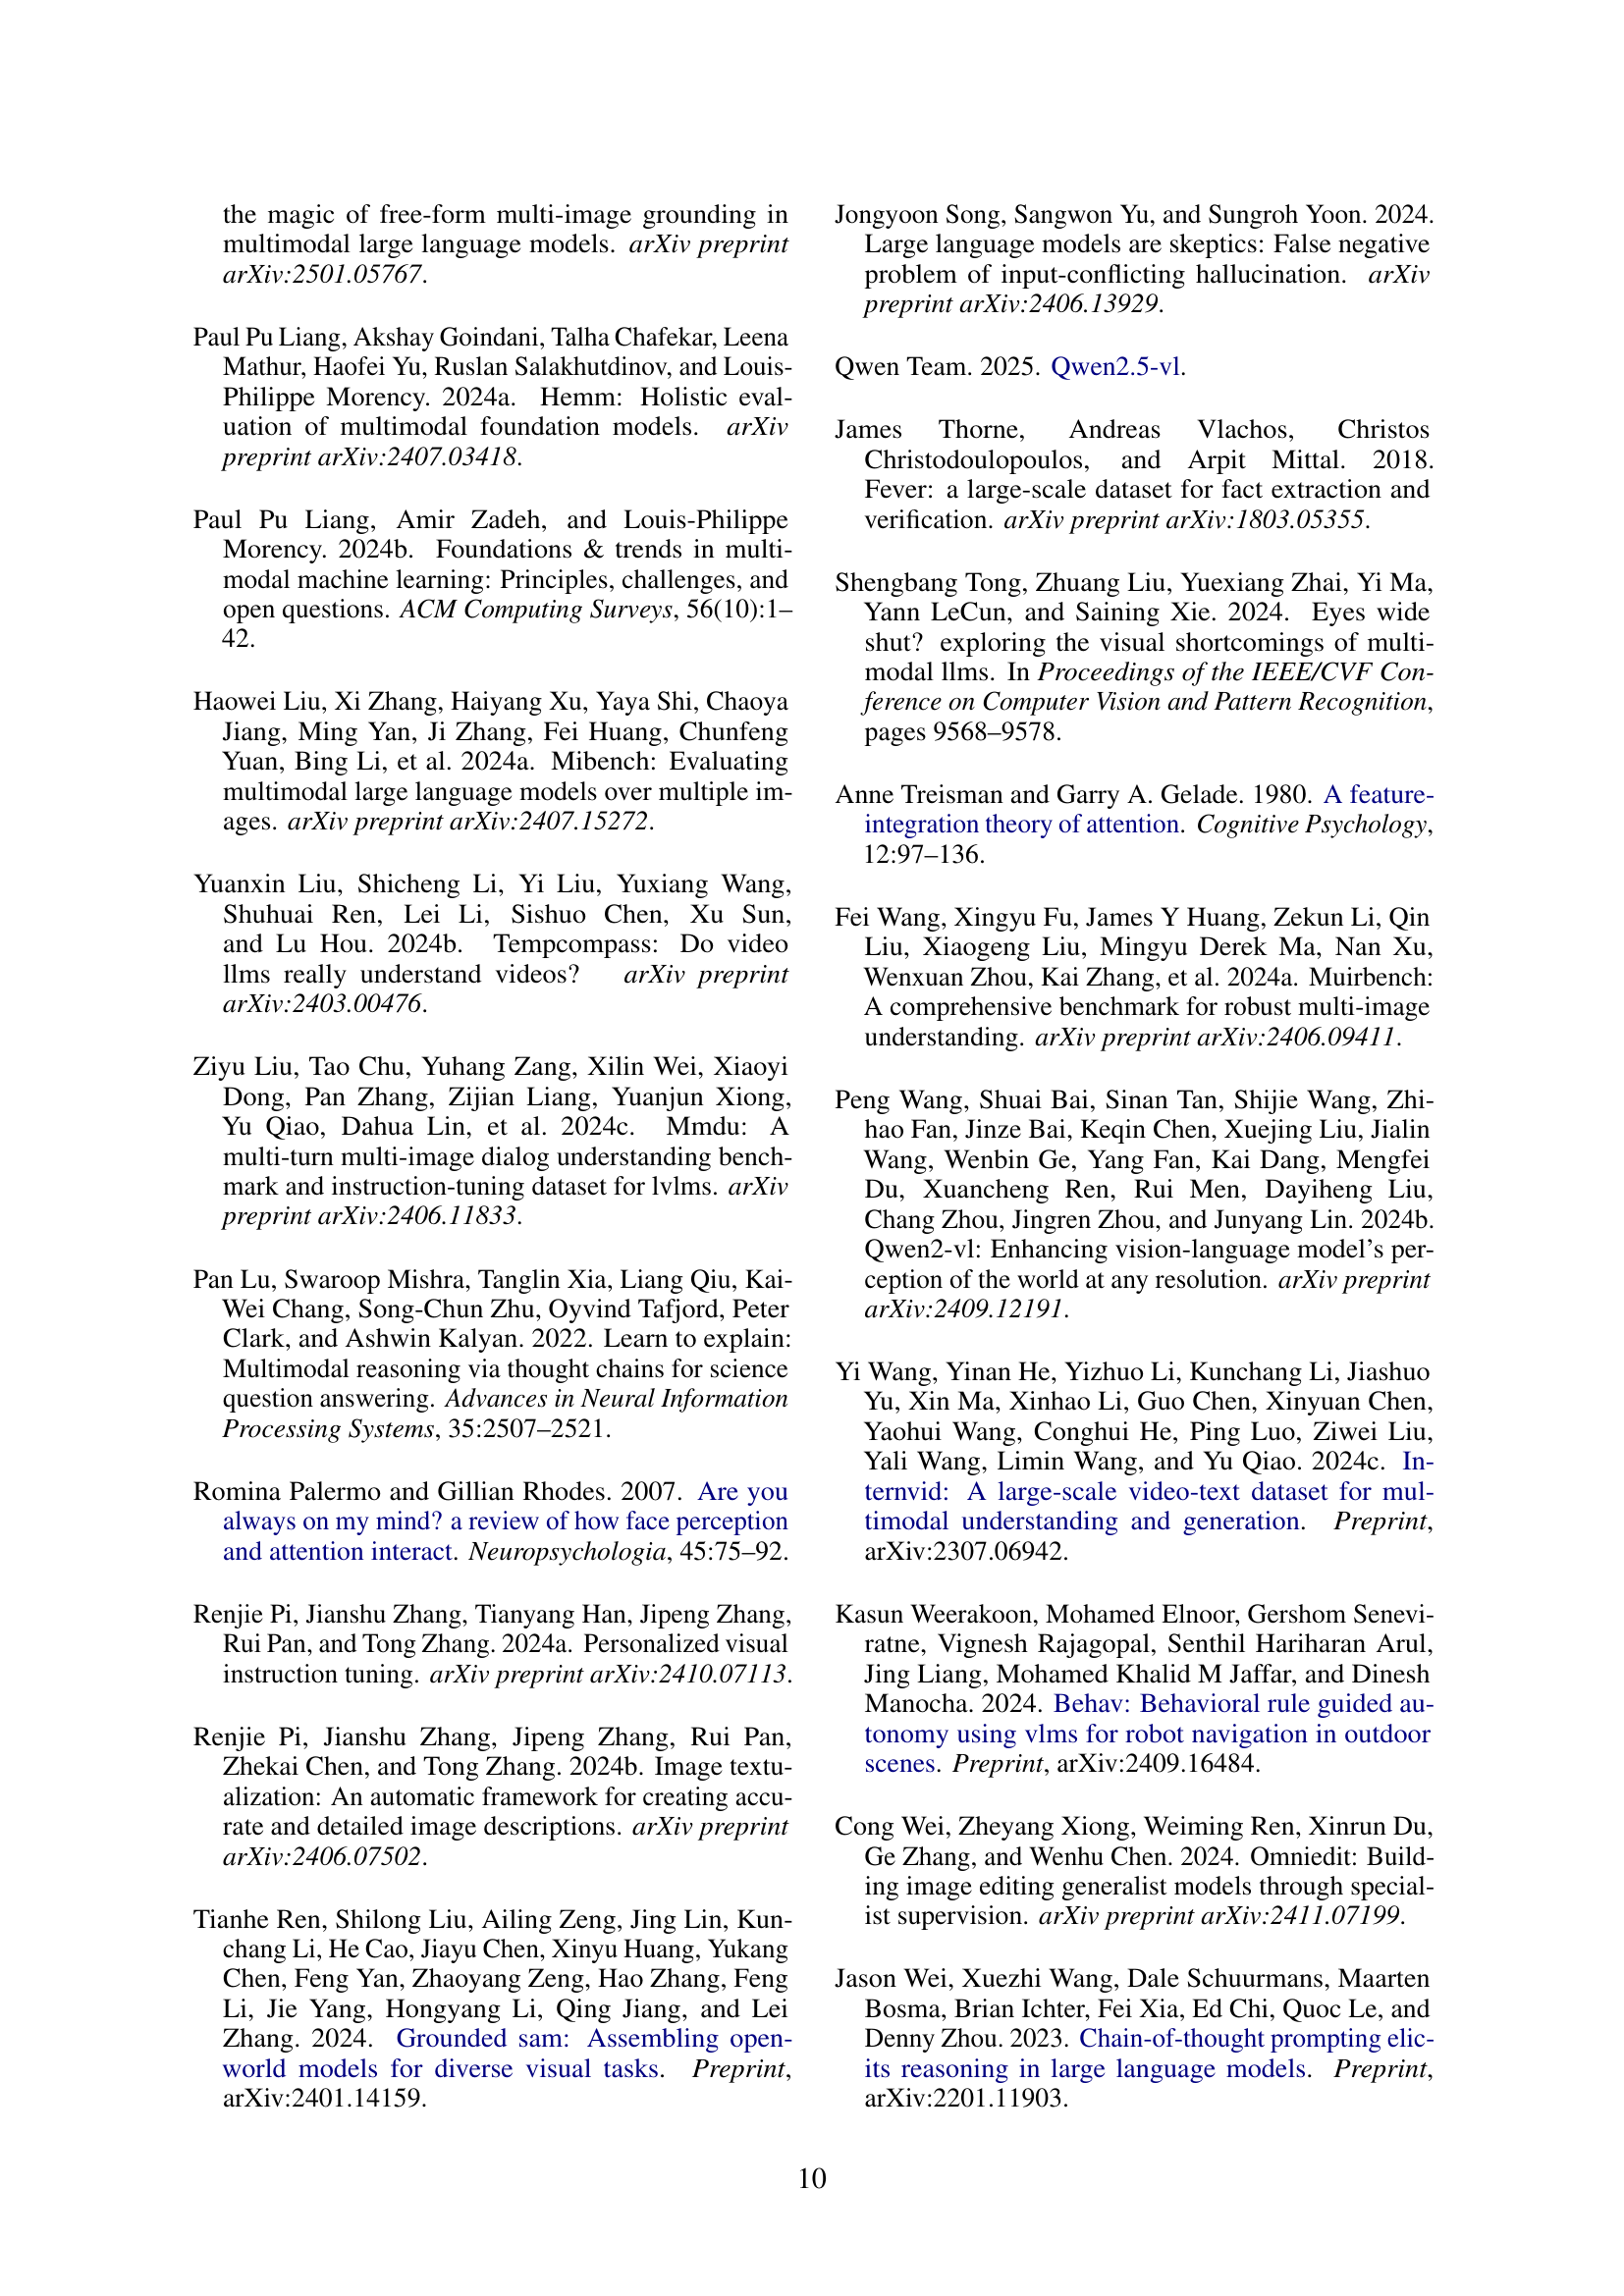 the magic of free-form multi-image grounding in
multimodal large language models. arXiv preprint
arXiv:2501.05767.
Paul Pu Liang, Akshay Goindani, Talha Chafekar, Leena
Mathur, Haofei Yu, Ruslan Salakhutdinov, and Louis-
Philippe Morency. 2024a. Hemm: Holistic eval-
uation of multimodal foundation models. arXiv
preprint arXiv:2407.03418.
Paul Pu Liang, Amir Zadeh, and Louis-Philippe
Morency. 2024b. Foundations & trends in multi-
modal machine learning: Principles, challenges, and
open questions. ACM Computing Surveys, 56(10):1–
42.
Haowei Liu, Xi Zhang, Haiyang Xu, Yaya Shi, Chaoya
Jiang, Ming Yan, Ji Zhang, Fei Huang, Chunfeng
Yuan, Bing Li, et al. 2024a. Mibench: Evaluating
multimodal large language models over multiple im-
ages. arXiv preprint arXiv:2407.15272.
Yuanxin Liu, Shicheng Li, Yi Liu, Yuxiang Wang,
Shuhuai Ren, Lei Li, Sishuo Chen, Xu Sun,
and Lu Hou. 2024b. Tempcompass: Do video
llms really understand videos? arXiv preprint
arXiv:2403.00476.
Ziyu Liu, Tao Chu, Yuhang Zang, Xilin Wei, Xiaoyi
Dong, Pan Zhang, Zijian Liang, Yuanjun Xiong,
Yu Qiao, Dahua Lin, et al. 2024c. Mmdu: A
multi-turn multi-image dialog understanding bench-
mark and instruction-tuning dataset for lvlms. arXiv
preprint arXiv:2406.11833.
Pan Lu, Swaroop Mishra, Tanglin Xia, Liang Qiu, Kai-
Wei Chang, Song-Chun Zhu, Oyvind Tafjord, Peter
Clark, and Ashwin Kalyan. 2022. Learn to explain:
Multimodal reasoning via thought chains for science
question answering. Advances in Neural Information
Processing Systems, 35:2507–2521.
Romina Palermo and Gillian Rhodes. 2007. Are you
always on my mind? a review of how face perception
and attention interact. Neuropsychologia, 45:75–92.
Renjie Pi, Jianshu Zhang, Tianyang Han, Jipeng Zhang,
Rui Pan, and Tong Zhang. 2024a. Personalized visual
instruction tuning. arXiv preprint arXiv:2410.07113.
Renjie Pi, Jianshu Zhang, Jipeng Zhang, Rui Pan,
Zhekai Chen, and Tong Zhang. 2024b. Image textu-
alization: An automatic framework for creating accu-
rate and detailed image descriptions. arXiv preprint
arXiv:2406.07502.
Tianhe Ren, Shilong Liu, Ailing Zeng, Jing Lin, Kun-
chang Li, He Cao, Jiayu Chen, Xinyu Huang, Yukang
Chen, Feng Yan, Zhaoyang Zeng, Hao Zhang, Feng
Li, Jie Yang, Hongyang Li, Qing Jiang, and Lei
Zhang. 2024. Grounded sam: Assembling open-
world models for diverse visual tasks. Preprint,
arXiv:2401.14159.
Jongyoon Song, Sangwon Yu, and Sungroh Yoon. 2024.
Large language models are skeptics: False negative
problem of input-conflicting hallucination. arXiv
preprint arXiv:2406.13929.
Qwen Team. 2025. Qwen2.5-vl.
James Thorne, Andreas Vlachos, Christos
Christodoulopoulos, and Arpit Mittal. 2018.
Fever: a large-scale dataset for fact extraction and
verification. arXiv preprint arXiv:1803.05355.
Shengbang Tong, Zhuang Liu, Yuexiang Zhai, Yi Ma,
Yann LeCun, and Saining Xie. 2024. Eyes wide
shut? exploring the visual shortcomings of multi-
modal llms. In Proceedings of the IEEE/CVF Con-
ference on Computer Vision and Pattern Recognition,
pages 9568–9578.
Anne Treisman and Garry A. Gelade. 1980. A feature-
integration theory of attention. Cognitive Psychology,
12:97–136.
Fei Wang, Xingyu Fu, James Y Huang, Zekun Li, Qin
Liu, Xiaogeng Liu, Mingyu Derek Ma, Nan Xu,
Wenxuan Zhou, Kai Zhang, et al. 2024a. Muirbench:
A comprehensive benchmark for robust multi-image
understanding. arXiv preprint arXiv:2406.09411.
Peng Wang, Shuai Bai, Sinan Tan, Shijie Wang, Zhi-
hao Fan, Jinze Bai, Keqin Chen, Xuejing Liu, Jialin
Wang, Wenbin Ge, Yang Fan, Kai Dang, Mengfei
Du, Xuancheng Ren, Rui Men, Dayiheng Liu,
Chang Zhou, Jingren Zhou, and Junyang Lin. 2024b.
Qwen2-vl: Enhancing vision-language model's per-
ception of the world at any resolution. arXiv preprint
arXiv:2409.12191.
Yi Wang, Yinan He, Yizhuo Li, Kunchang Li, Jiashuo
Yu, Xin Ma, Xinhao Li, Guo Chen, Xinyuan Chen,
Yaohui Wang, Conghui He, Ping Luo, Ziwei Liu,
Yali Wang, Limin Wang, and Yu Qiao. 2024c. In-
ternvid: A large-scale video-text dataset for mul-
timodal understanding and generation. Preprint,
arXiv:2307.06942.
Kasun Weerakoon, Mohamed Elnoor, Gershom Senevi-
ratne, Vignesh Rajagopal, Senthil Hariharan Arul,
Jing Liang, Mohamed Khalid M Jaffar, and Dinesh
Manocha. 2024. Behav: Behavioral rule guided au-
tonomy using vlms for robot navigation in outdoor
scenes. Preprint, arXiv:2409.16484.
Cong Wei, Zheyang Xiong, Weiming Ren, Xinrun Du,
Ge Zhang, and Wenhu Chen. 2024. Omniedit: Build-
ing image editing generalist models through special-
ist supervision. arXiv preprint arXiv:2411.07199.
Jason Wei, Xuezhi Wang, Dale Schuurmans, Maarten
Bosma, Brian Ichter, Fei Xia, Ed Chi, Quoc Le, and
Denny Zhou. 2023. Chain-of-thought prompting elic-
its reasoning in large language models. Preprint,
arXiv:2201.11903.
10